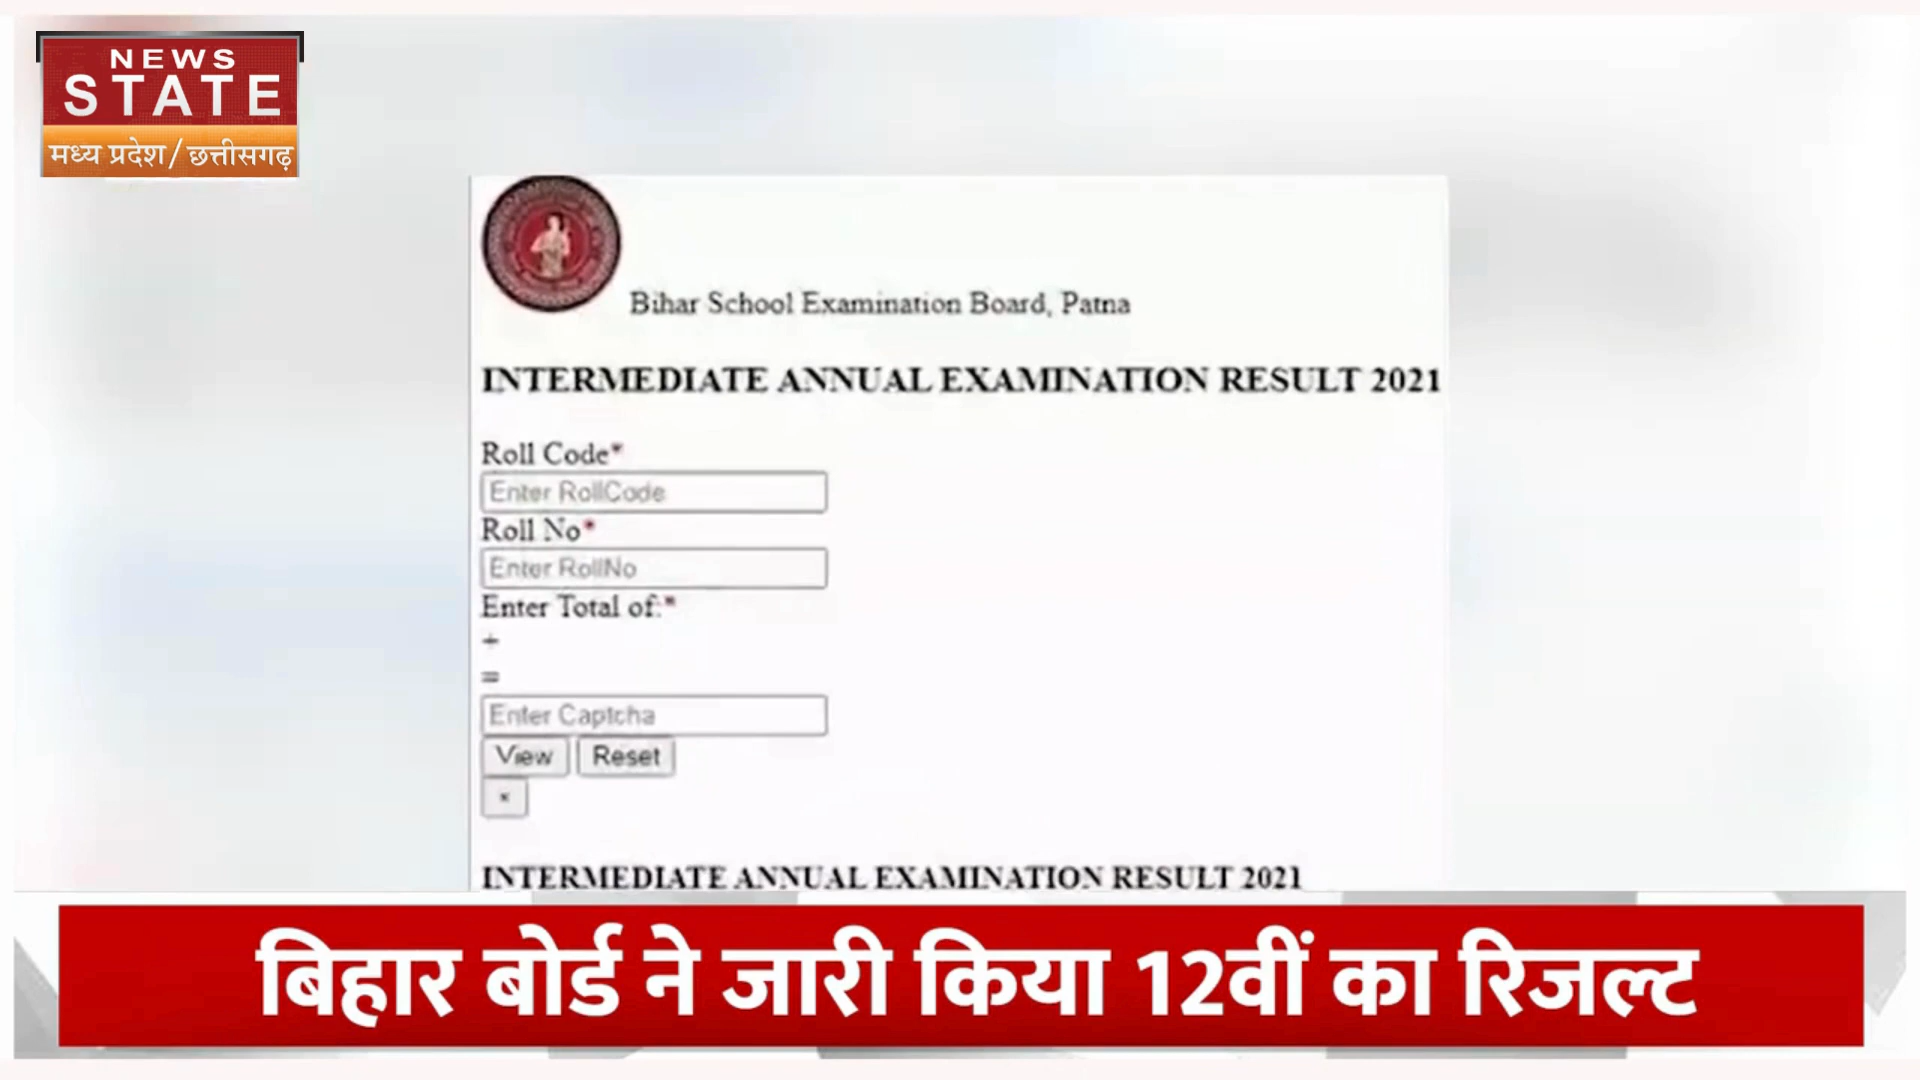 NEWS
STATE
मध्य प्रदेश/छत्तीसगढ़
Bihar School Examination Board, Patna
INTERMEDIATE ANNUAL EXAMINATION RESULT 2021
Roll Code*
Enter RollCode
Roll No*
Enter RollNo
Enter Total of:*
+
=
Enter Captcha
View Reset
×
INTERMEDIATE ANNUAL EXAMINATION RESULT 2021
बिहार बोर्ड ने जारी किया 12वीं का रिजल्ट